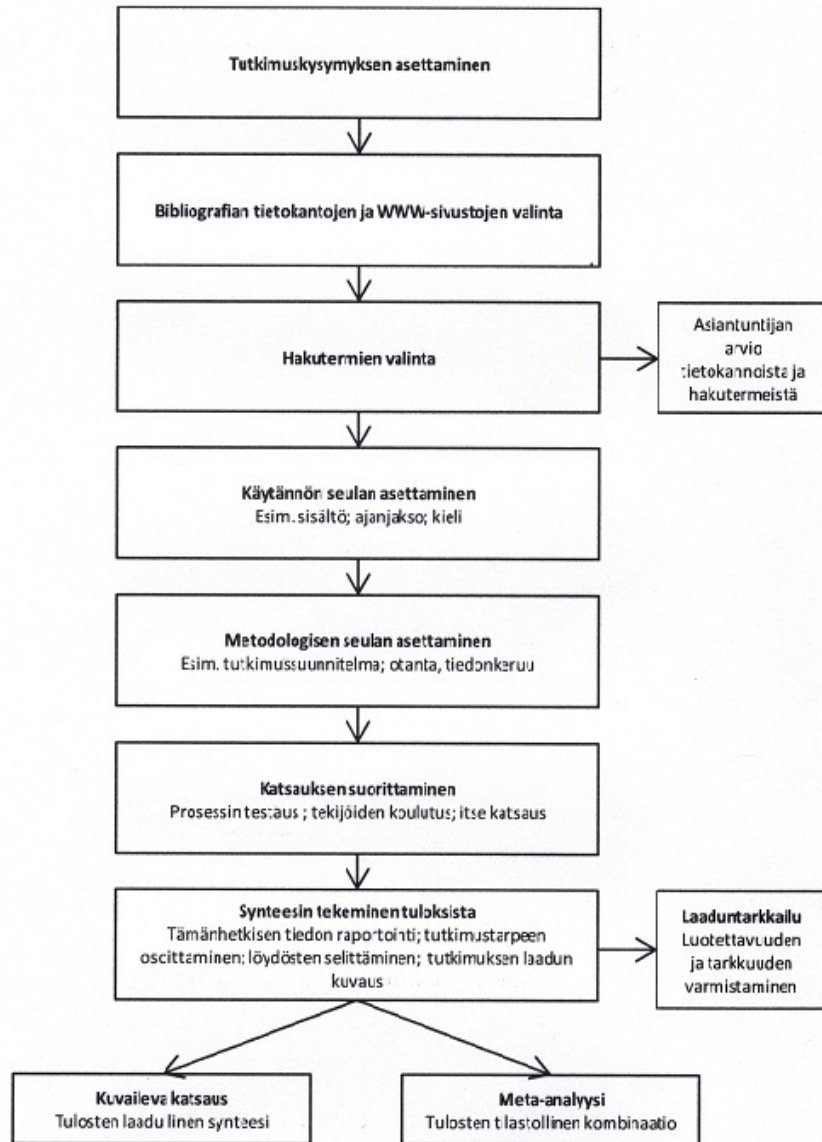 Tutkimuskysymyksen asettaminen
Bibliografian tietokantojen ja WWW-sivustojen valinta
Hakutermien valinta
Asiantuntijan
arvio
tietokannoista ja
hakutermeistä
Käytännön seulan asettaminen
Esim. sisältö; ajanjakso; kieli
Metodologisen seulan asettaminen
Esim. tutkimussuunnitelma; otanta, tiedonkeruu
Katsauksen suorittaminen
Prosessin testaus ; tekijöiden koulutus; itse katsaus
Synteesin tekeminen tuloksista
Tämänhetkisen tiedon raportointi; tutkimustarpeen
oscittaminen; löydösten selittäminen; tutkimuksen laadun
kuvaus
Laaduntarkkailu
Luotettavuuden
ja tarkkuuden
varmistaminen
Kuvaileva katsaus
Tulosten laadullinen synteesi
Meta-analyysi
Tulosten tilastollinen kombinaatio